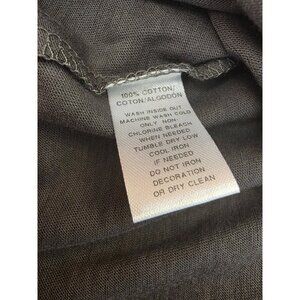 100% COTTON/
COTON/ALGODÓN
WASH INSIDE OUT
MACHINE WASH COLD
ONLY NON-
CHLORINE BLEACH
WHEN NEEDED
TUMBLE DRY LOW
COOL IRON
IF NEEDED
DO NOT IRON
DECORATION
OR DRY CLEAN